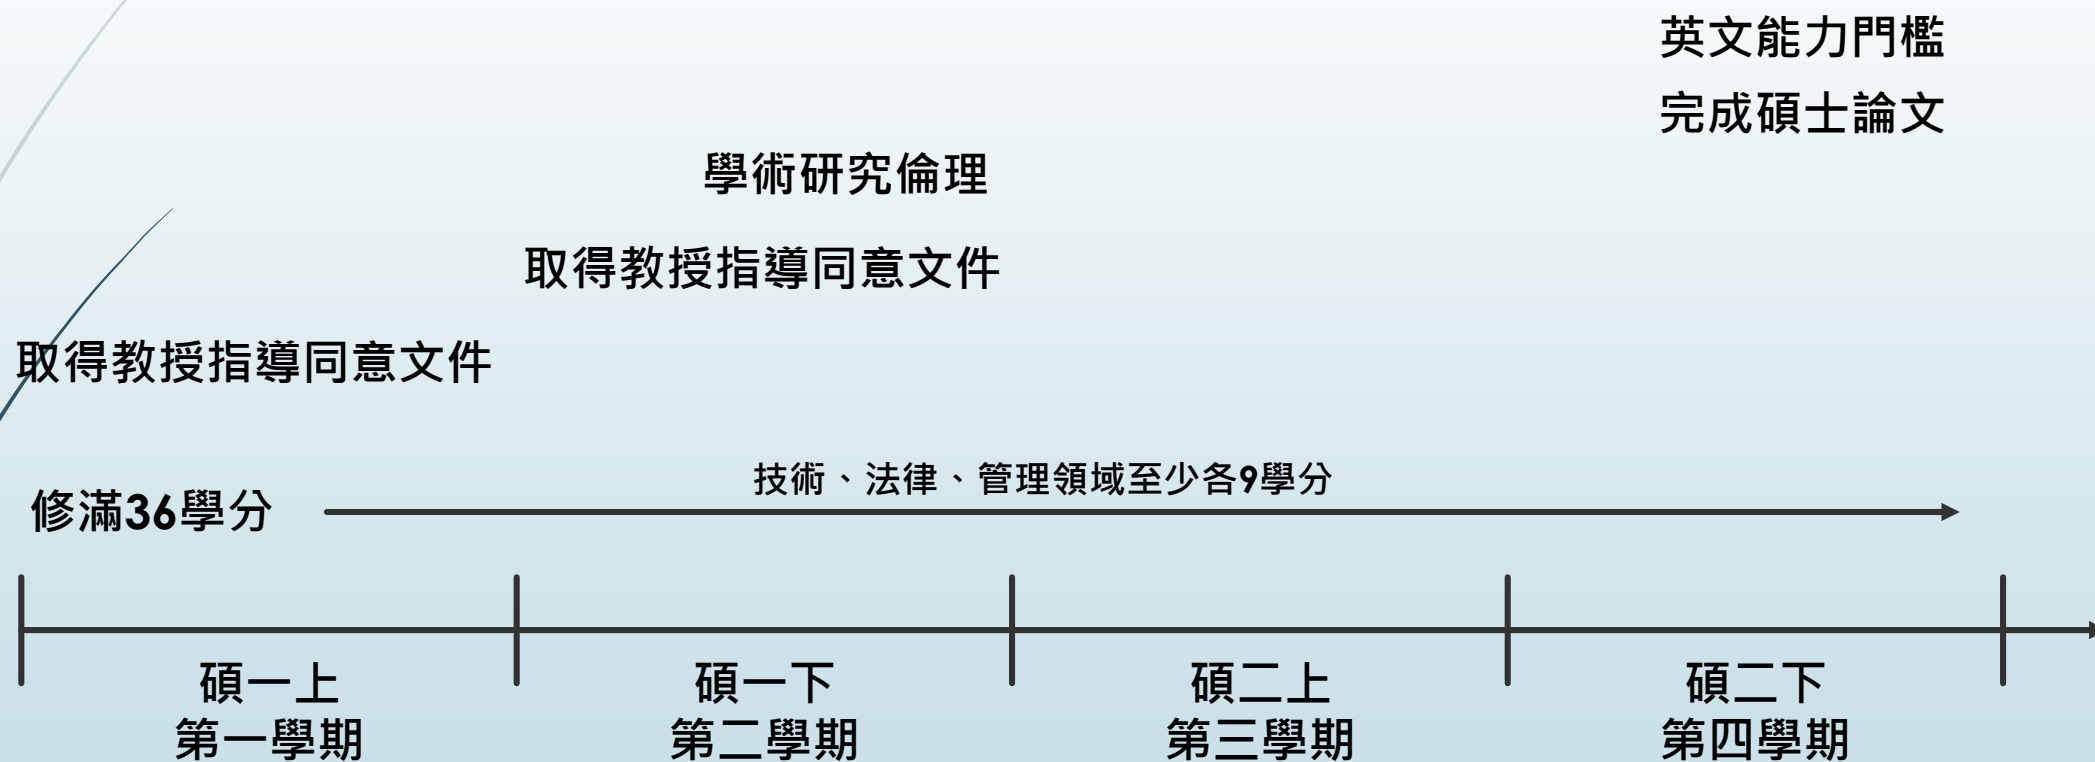 英文能力門檻
完成碩士論文
學術研究倫理
取得教授指導同意文件
取得教授指導同意文件
技術、法律、管理領域至少各9學分
修滿36學分
碩一上
第一學期
碩一下
第二學期
碩二上
第三學期
碩二下
第四學期